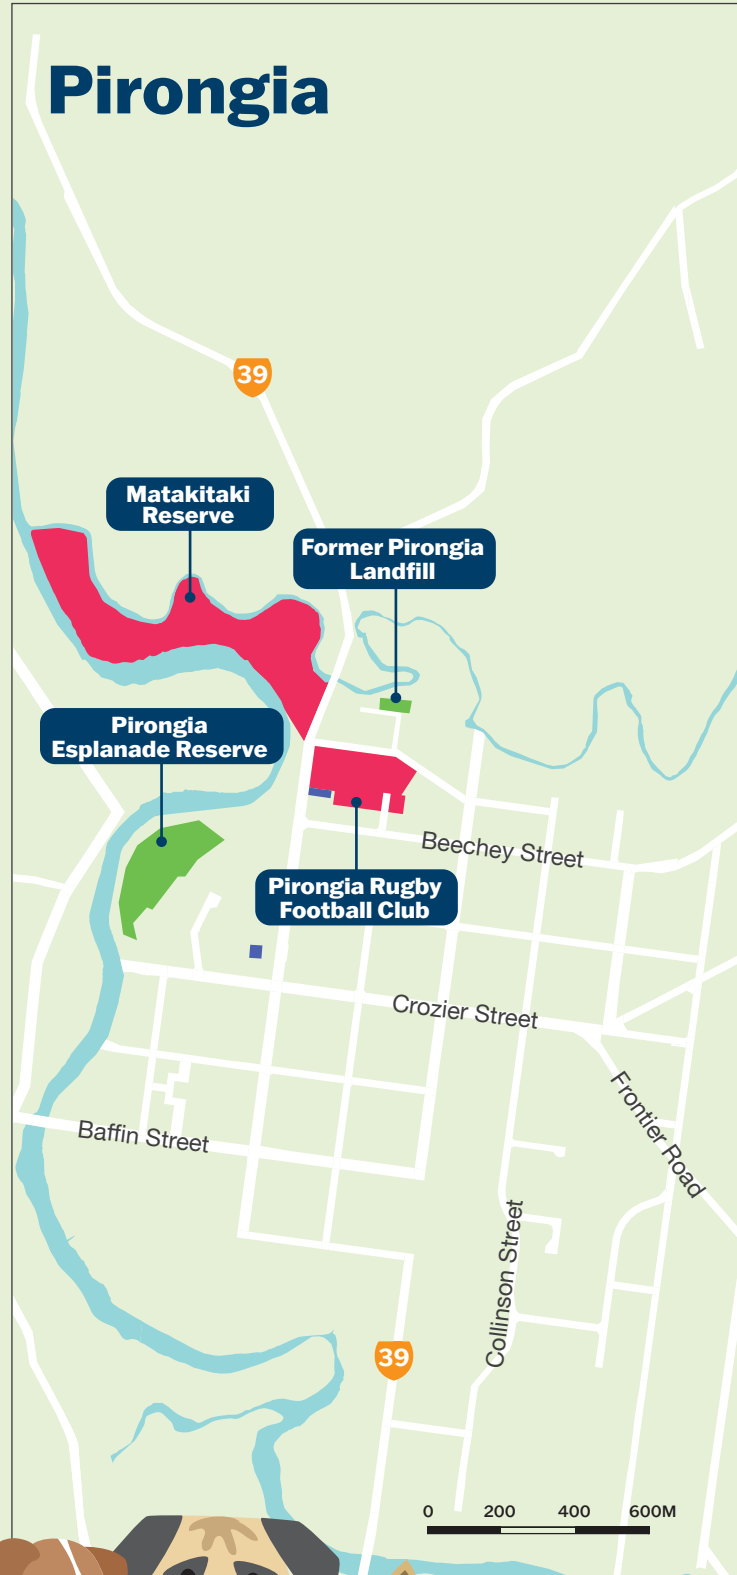 Pirongia
39
Matakitaki
Reserve
Former Pirongia
Landfill
Pirongia
Esplanade Reserve
Beechey Street
Pirongia Rugby
Football Club
Crozier Street
Frontier Road
Baffin Street
Collinson Street
39
0 200 400 600M